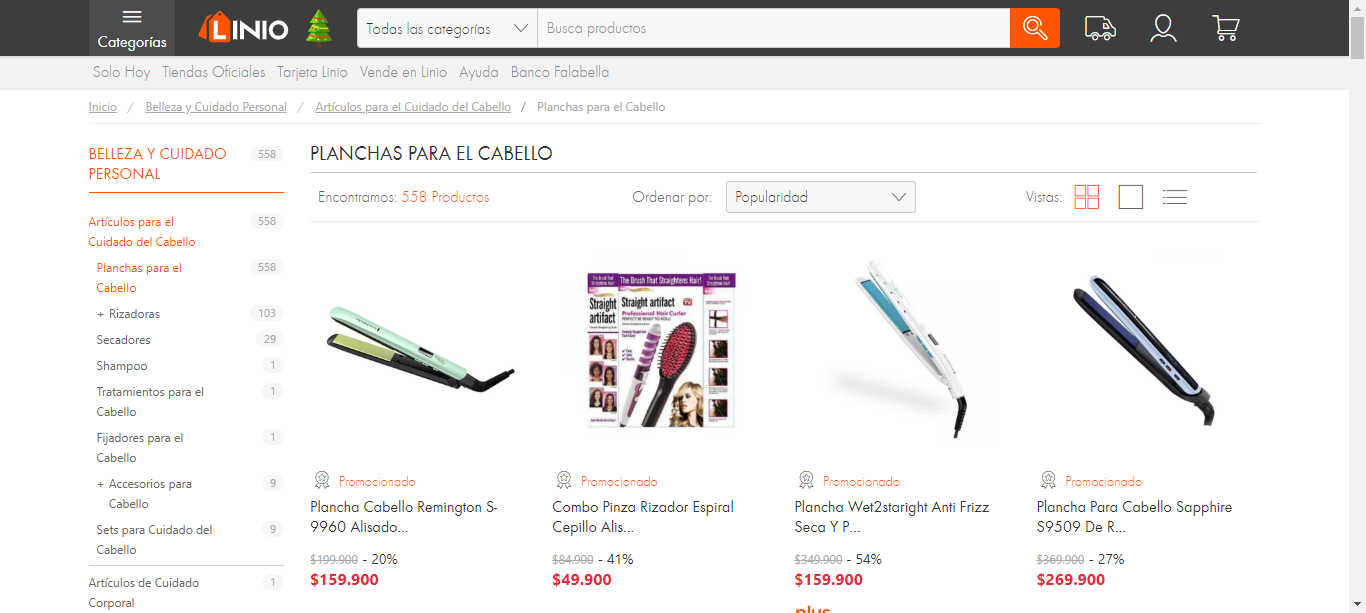 Categorías
LINIO
Todas las categorías
Busca productos
Solo Hoy
Tiendas Oficiales
Tarjeta Linio
Vende en Linio
Ayuda
Banco Falabella
Inicio / Belleza y Cuidado Personal / Artículos para el Cuidado del Cabello / Planchas para el Cabello
BELLEZA Y CUIDADO 558
PERSONAL
Artículos para el 558
Cuidado del Cabello
Planchas para el 558
Cabello
+ Rizadoras 103
Secadores 29
Shampoo 1
Tratamientos para el 1
Cabello
Fijadores para el 1
Cabello
+ Accesorios para 9
Cabello
Sets para Cuidado del 9
Cabello
Artículos de Cuidado 1
Corporal
PLANCHAS PARA EL CABELLO
Encontramos: 558 Productos
Ordenar por: Popularidad
Vistas:
The Brush That Straightens Hair!
Straight artifact
Straight artifact
Professional Hair Curler
Promocionado
Plancha Cabello Remington S-
9960 Alisado...
$199.900 - 20%
$159.900
Promocionado
Combo Pinza Rizador Espiral
Cepillo Alis...
$84.900 - 41%
$49.900
Promocionado
Plancha Wet2staright Anti Frizz
Seca Y P...
$349.900 - 54%
$159.900
plus
Promocionado
Plancha Para Cabello Sapphire
S9509 De R...
$369.900 - 27%
$269.900